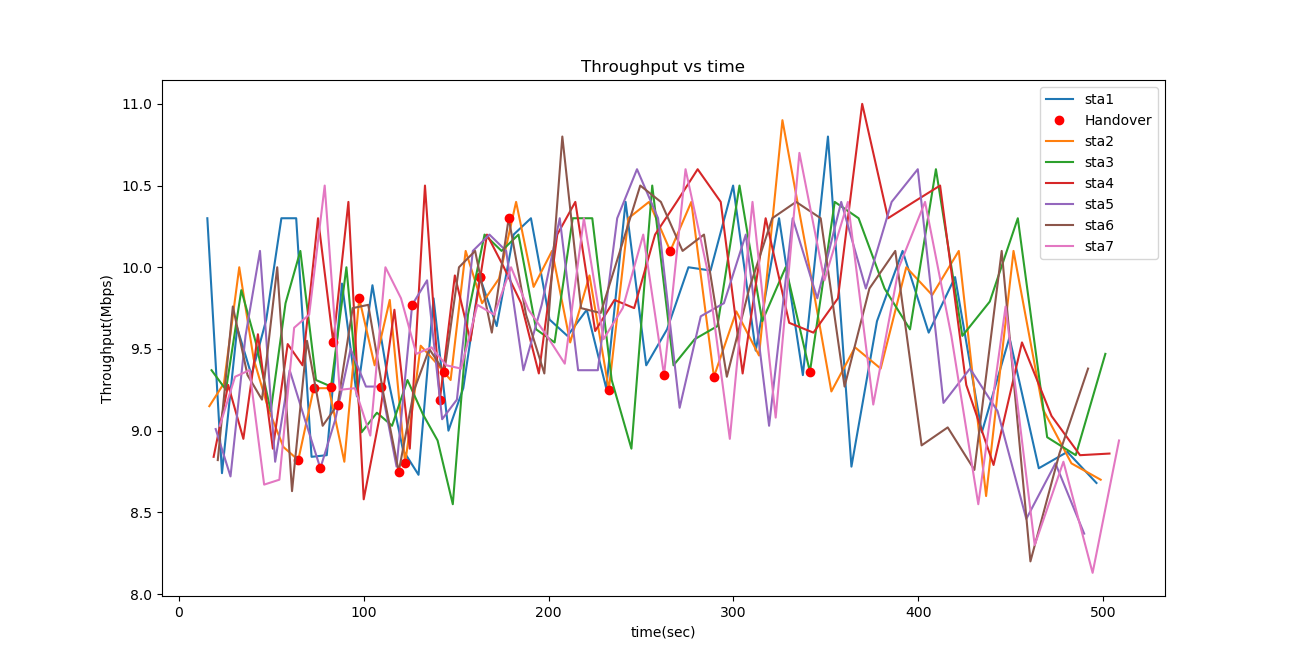 Throughput vs time
Throughput(Mbps)
11.0
10.5
10.0
9.5
9.0
8.5
8.0
0
100
200
300
400
500
time(sec)
sta1
Handover
sta2
sta3
sta4
sta5
sta6
sta7